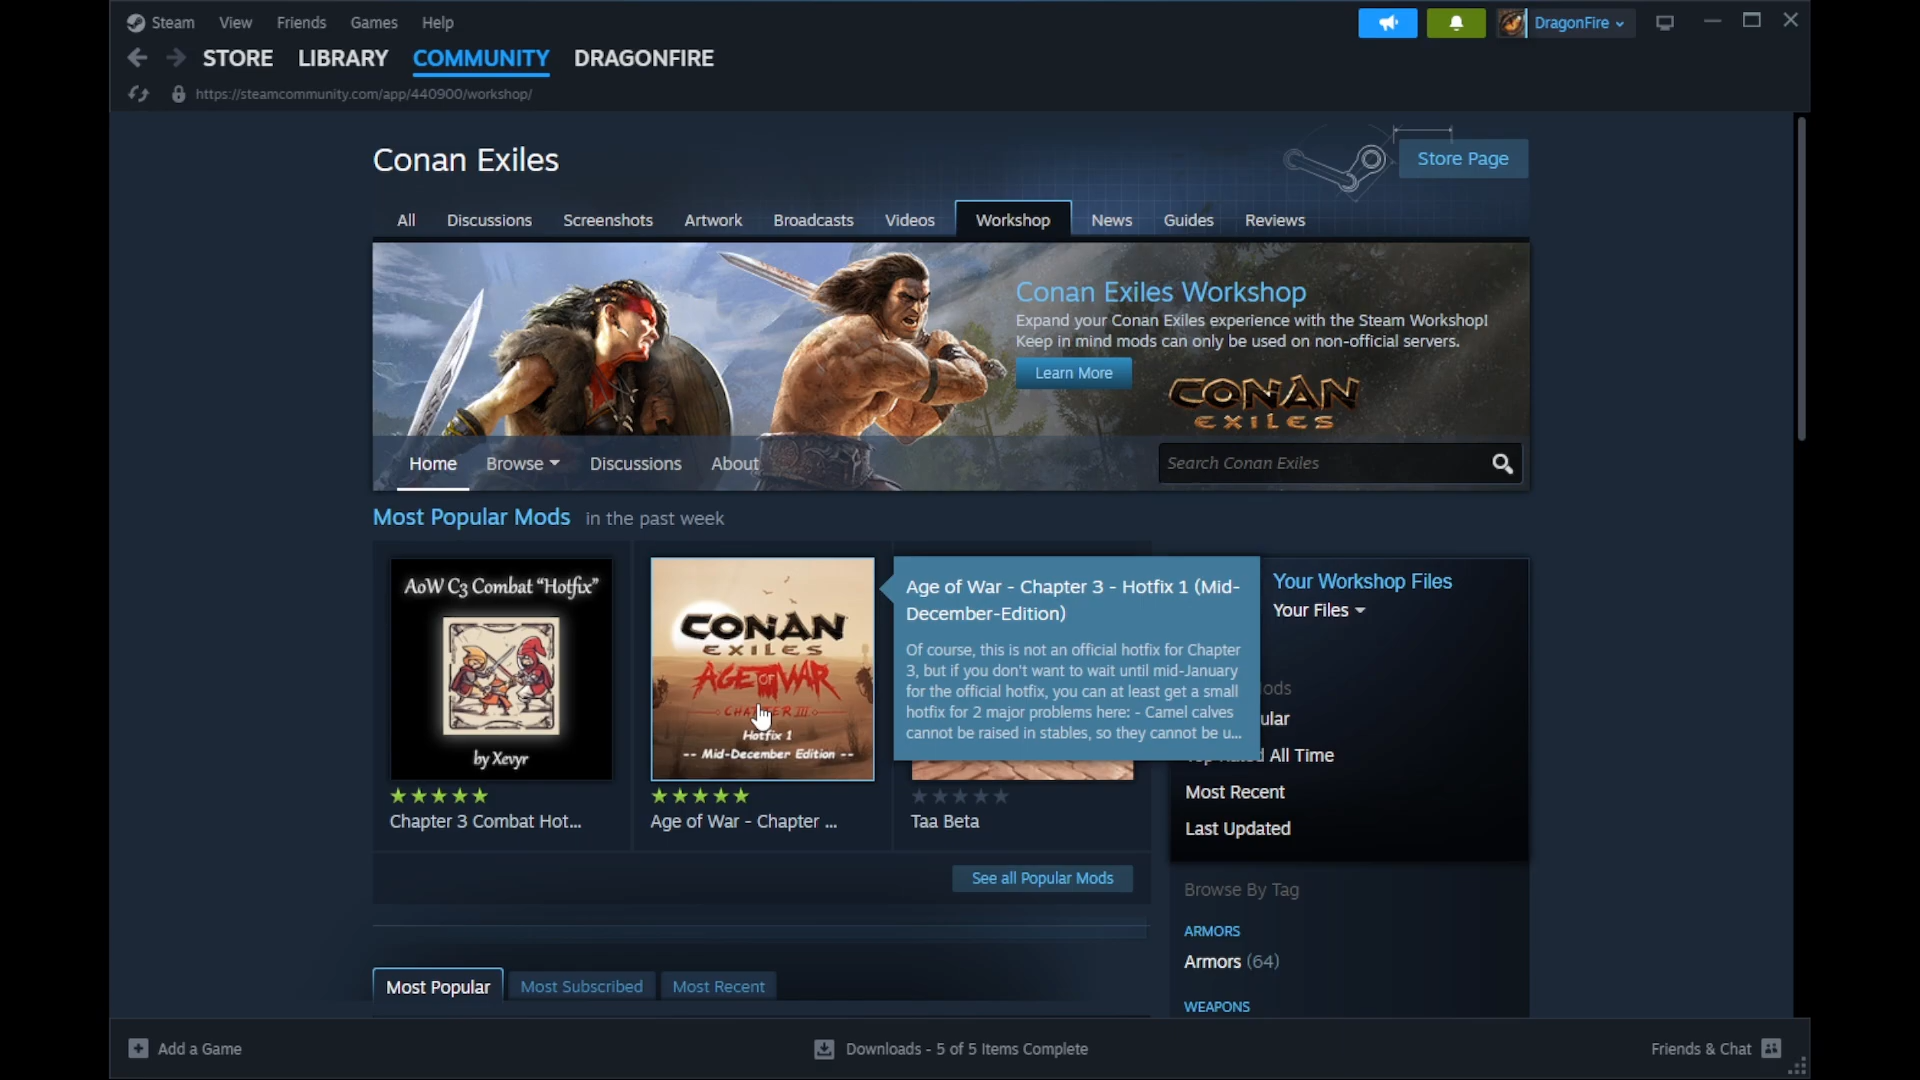 Steam View Friends Games Help
DragonFire
STORE LIBRARY COMMUNITY DRAGONFIRE
https://steamcommunity.com/app/440900/workshop/
Conan Exiles
Store Page
All Discussions Screenshots Artwork Broadcasts Videos Workshop News Guides Reviews
Conan Exiles Workshop
Expand your Conan Exiles experience with the Steam Workshop!
Keep in mind mods can only be used on non-official servers.
Learn More
CONAN
EXILES
Home Browse Discussions About
Search Conan Exiles
Most Popular Mods in the past week
AoW C3 Combat "Hotfix"
by Xevyr
Chapter 3 Combat Hot...
CONAN
EXILES
AGE OF WAR
CHAPTER III
Hotfix 1
-- Mid-December Edition --
Age of War - Chapter ...
Age of War - Chapter 3 - Hotfix 1 (Mid-
December-Edition)
Of course, this is not an official hotfix for Chapter
3, but if you don't want to wait until mid-January
for the official hotfix, you can at least get a small
hotfix for 2 major problems here: - Camel calves
cannot be raised in stables, so they cannot be u...
Taa Beta
See all Popular Mods
Your Workshop Files
Your Files
All Time
Most Recent
Last Updated
Browse By Tag
ARMORS
Armors (64)
WEAPONS
Most Popular Most Subscribed Most Recent
Add a Game
Downloads - 5 of 5 Items Complete
Friends & Chat